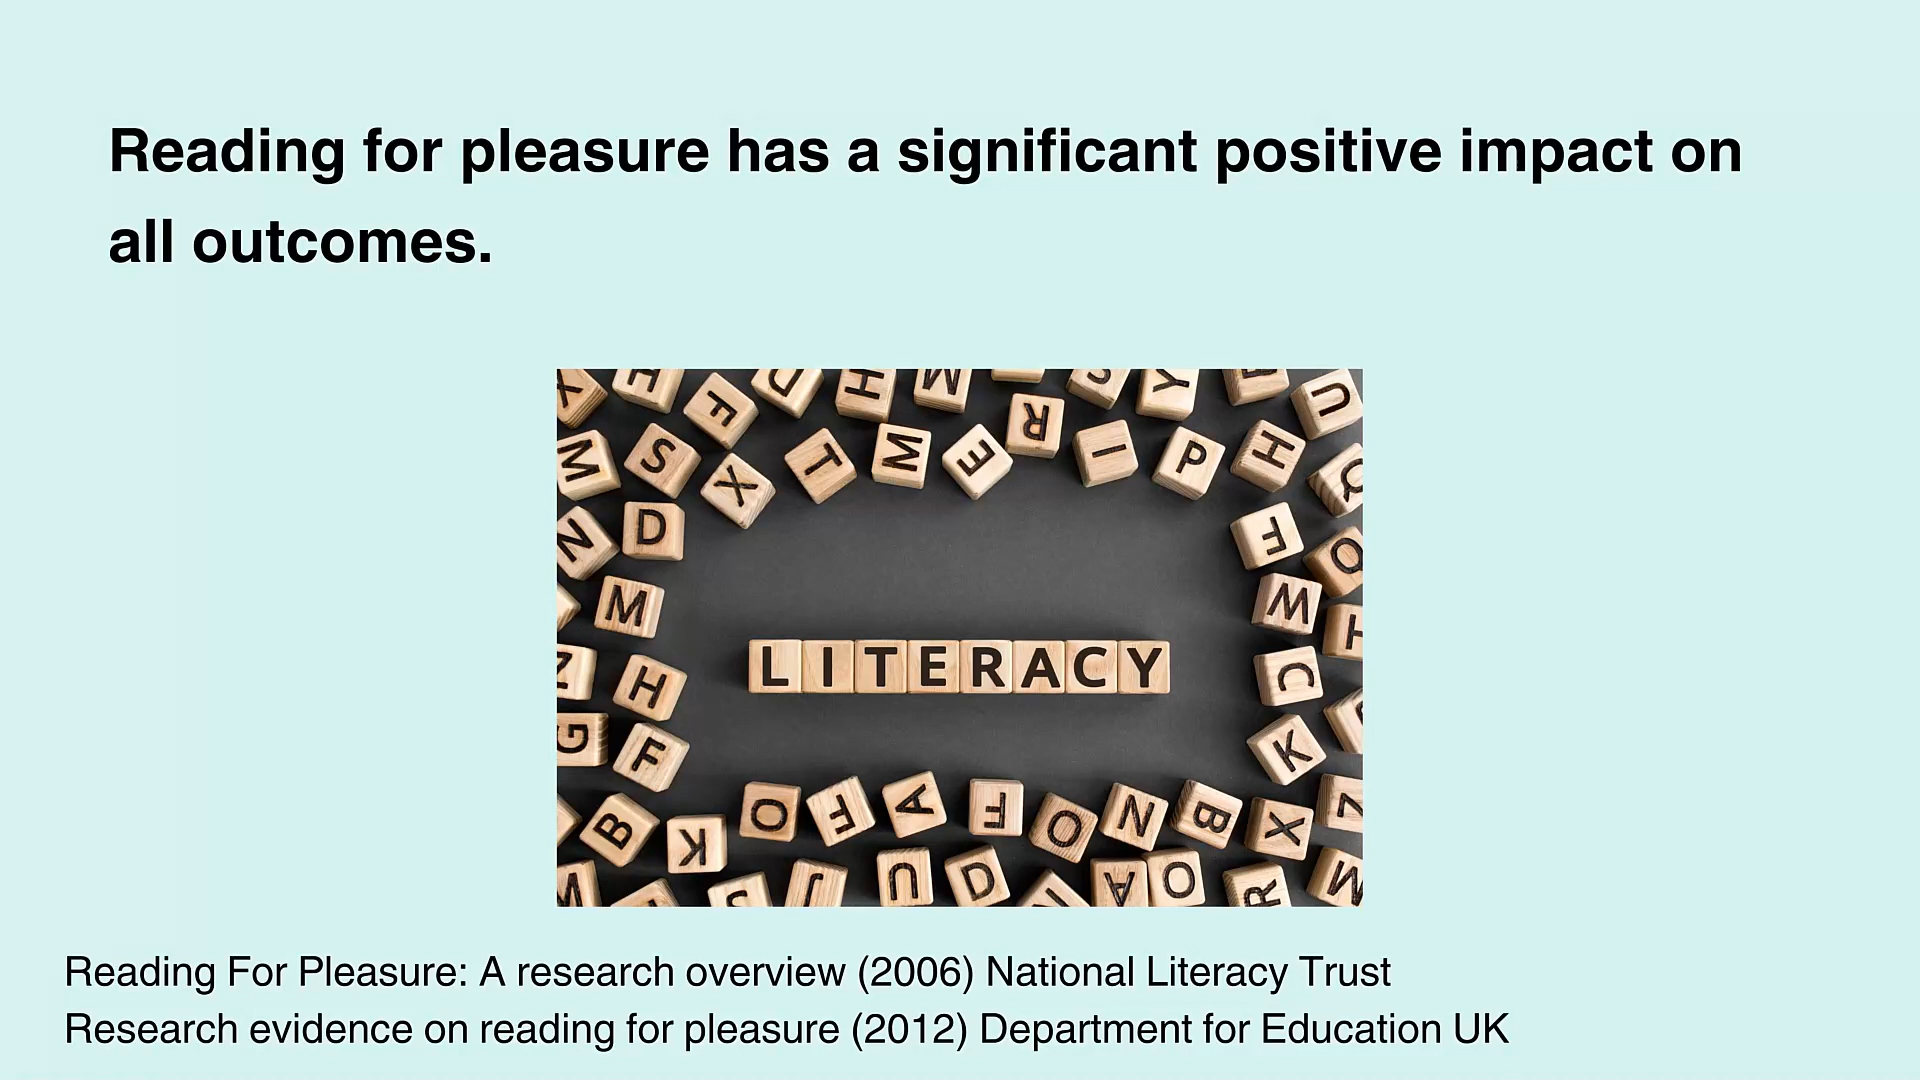 Reading for pleasure has a significant positive impact on
all outcomes.
X H F D H M S Y E U
M S X T M E R I P H Q
N D F O
M W H
LITERACY
Z H C
G F K
B K O F A F O N B X Z
M S J U D I A O R M
Reading For Pleasure: A research overview (2006) National Literacy Trust
Research evidence on reading for pleasure (2012) Department for Education UK